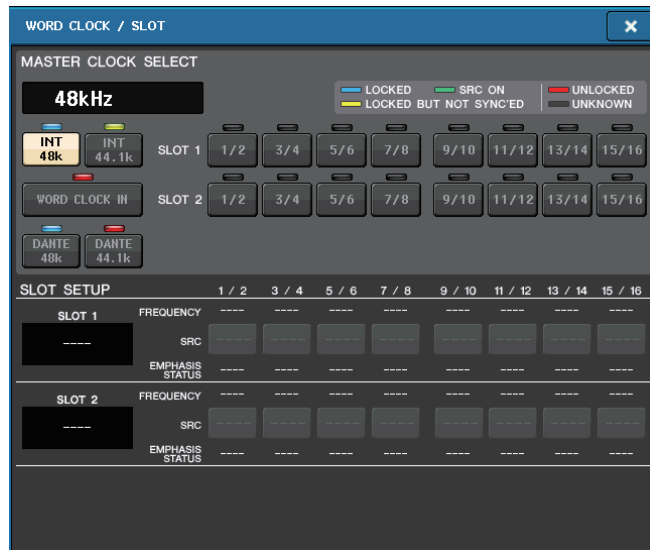 WORD CLOCK / SLOT
×
MASTER CLOCK SELECT
48kHz
LOCKED SRC ON UNLOCKED
LOCKED BUT NOT SYNC'ED UNKNOWN
INT 48k
INT 44.1k
SLOT 1 1/2 3/4 5/6 7/8 9/10 11/12 13/14 15/16
WORD CLOCK IN SLOT 2 1/2 3/4 5/6 7/8 9/10 11/12 13/14 15/16
DANTE 48k
DANTE 44.1k
SLOT SETUP 1 / 2 3 / 4 5 / 6 7 / 8 9 / 10 11 / 12 13 / 14 15 / 16
SLOT 1 FREQUENCY ---- ---- ---- ---- ---- ---- ---- ----
---- SRC ---- ---- ---- ---- ---- ---- ---- ----
EMPHASIS STATUS ---- ---- ---- ---- ---- ---- ---- ----
SLOT 2 FREQUENCY ---- ---- ---- ---- ---- ---- ---- ----
---- SRC ---- ---- ---- ---- ---- ---- ---- ----
EMPHASIS STATUS ---- ---- ---- ---- ---- ---- ---- ----